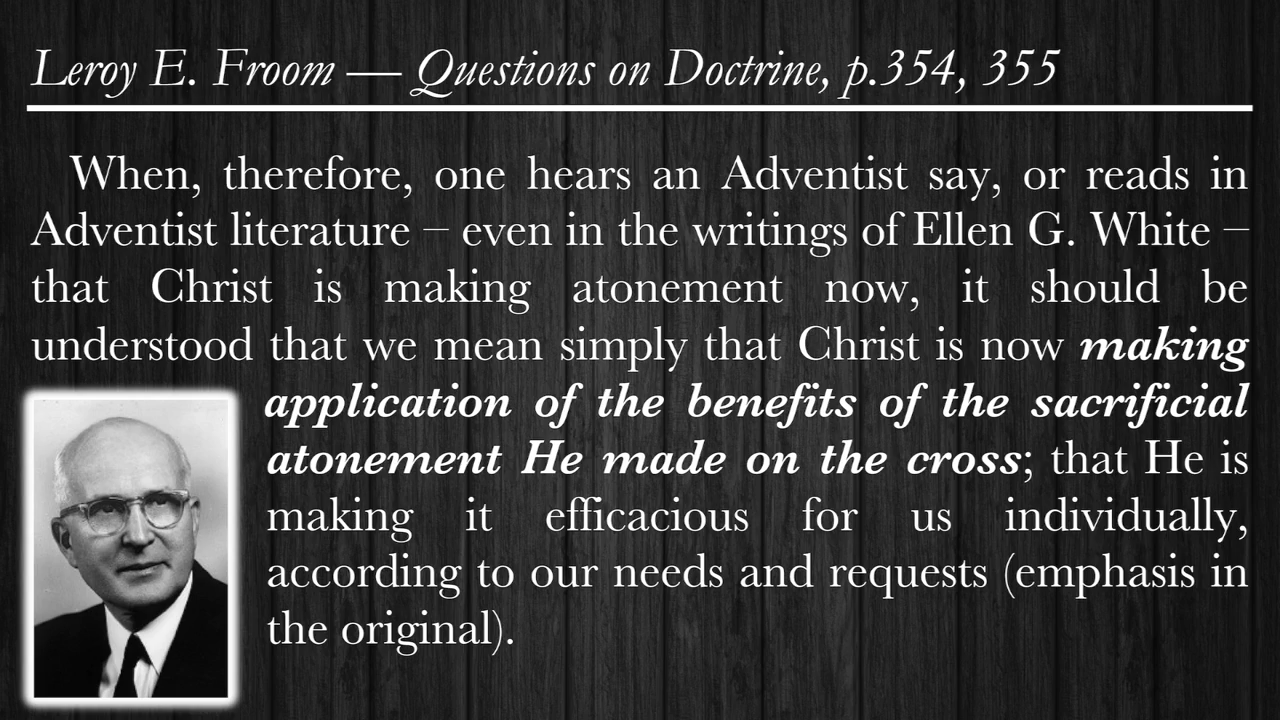 Leroy E. Froom — Questions on Doctrine, p.354, 355
When, therefore, one hears an Adventist say, or reads in
Adventist literature – even in the writings of Ellen G. White –
that Christ is making atonement now, it should be
understood that we mean simply that Christ is now making
application of the benefits of the sacrificial
atonement He made on the cross; that He is
making it efficacious for us individually,
according to our needs and requests (emphasis in
the original).